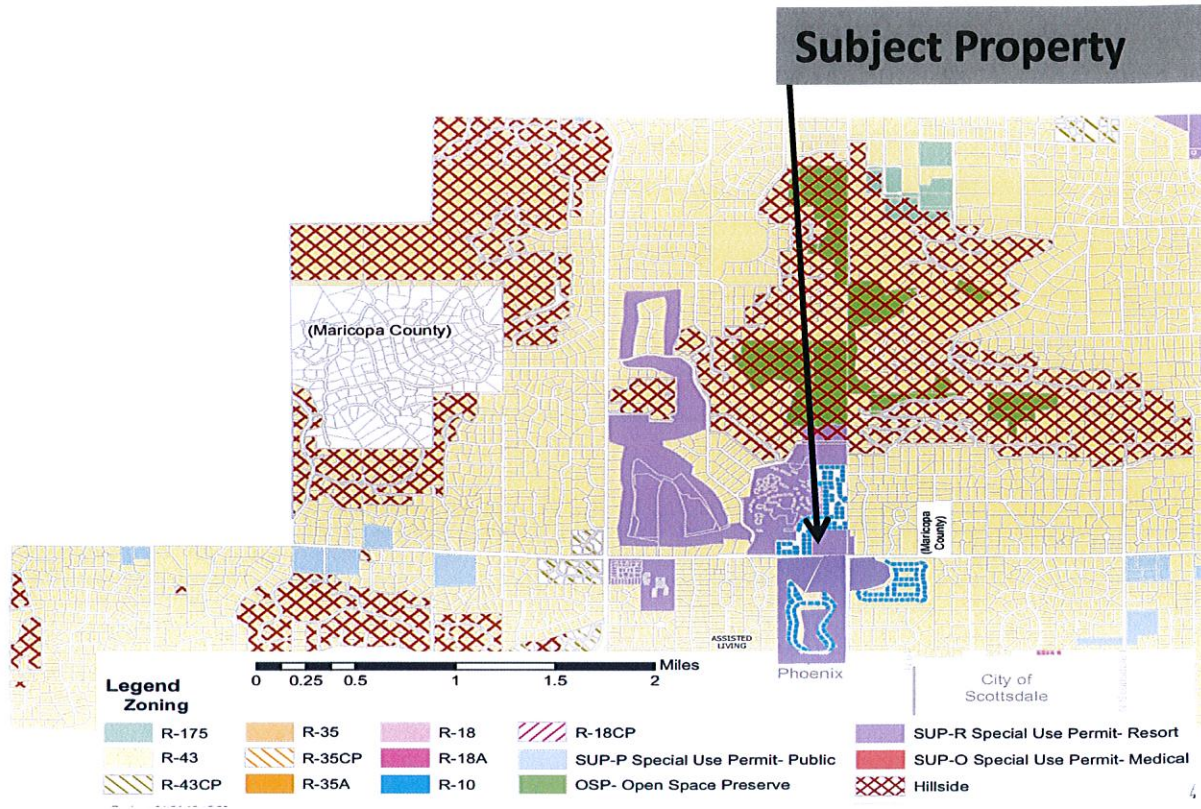 Subject Property
(Maricopa County)
(Maricopa
County)
ASSISTED
LIVING
Phoenix
City of
Scottsdale
Miles
0 0.25 0.5 1 1.5 2
Legend
Zoning
R-175
R-43
R-43CP
R-35
R-35CP
R-35A
R-18
R-18A
R-10
R-18CP
SUP-P Special Use Permit- Public
OSP- Open Space Preserve
SUP-R Special Use Permit- Resort
SUP-O Special Use Permit- Medical
Hillside